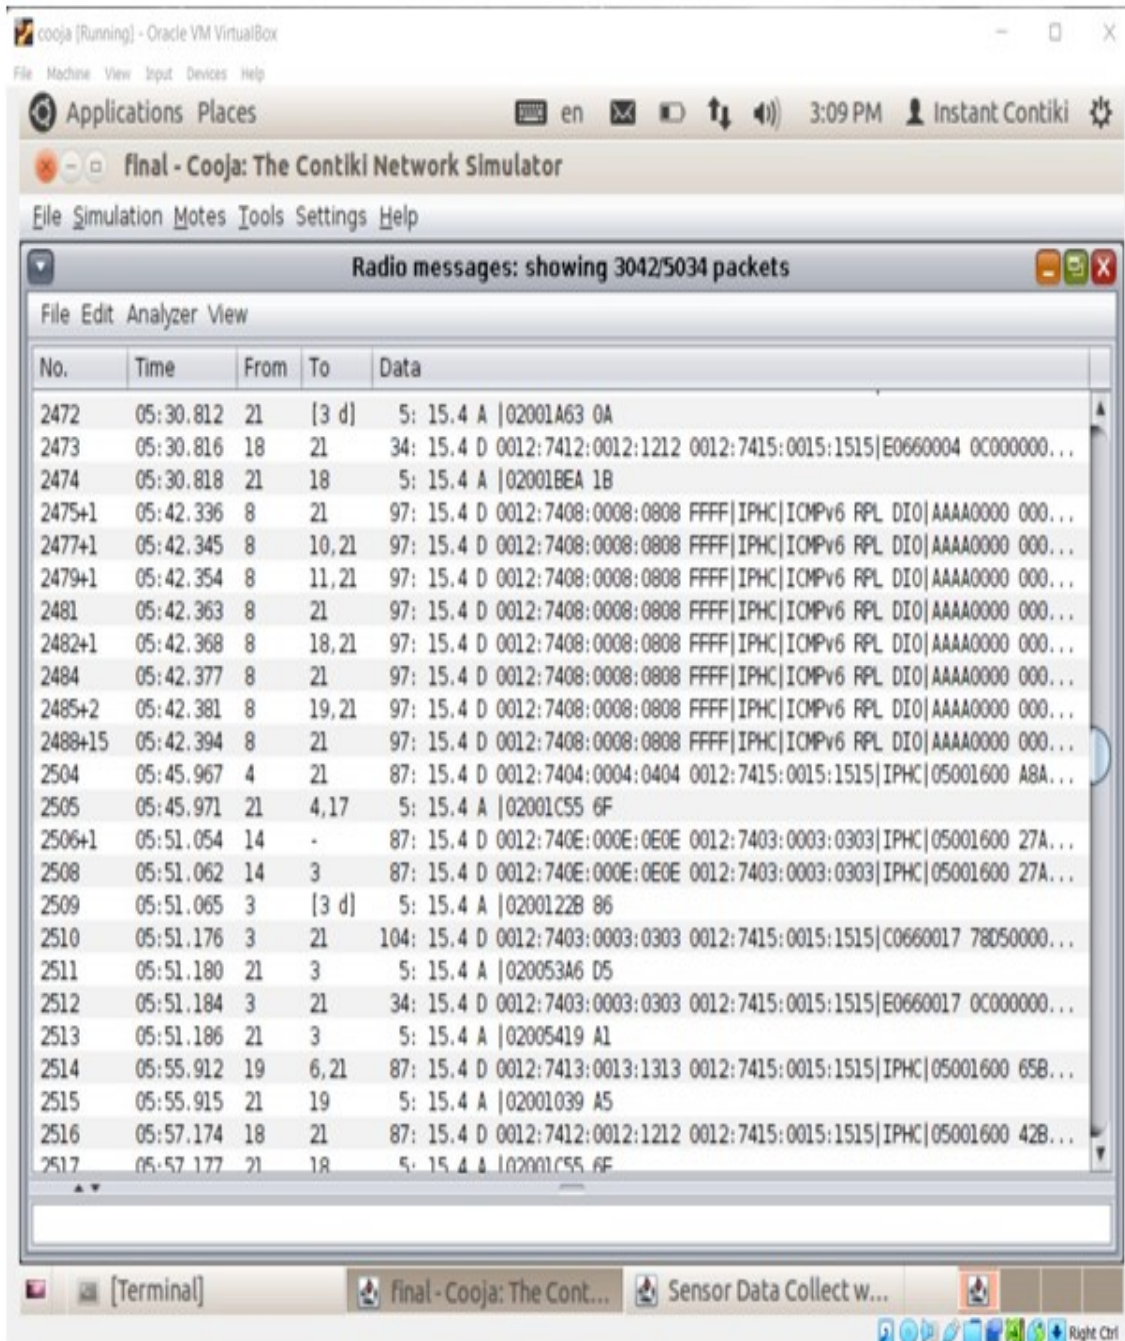 cooja [Running] - Oracle VM VirtualBox
File Machine View Input Devices Help
Applications Places en 3:09 PM Instant Contiki
final - Cooja: The Contiki Network Simulator
File Simulation Motes Tools Settings Help
Radio messages: showing 3042/5034 packets
File Edit Analyzer View
No. Time From To Data
2472 05:30.812 21 [3 d] 5: 15.4 A |02001A63 0A
2473 05:30.816 18 21 34: 15.4 D 0012:7412:0012:1212 0012:7415:0015:1515|E0660004 0C000000...
2474 05:30.818 21 18 5: 15.4 A |02001BEA 1B
2475+1 05:42.336 8 21 97: 15.4 D 0012:7408:0008:0808 FFFF|IPHC|ICMPv6 RPL DIO|AAAA0000 000...
2477+1 05:42.345 8 10,21 97: 15.4 D 0012:7408:0008:0808 FFFF|IPHC|ICMPv6 RPL DIO|AAAA0000 000...
2479+1 05:42.354 8 11,21 97: 15.4 D 0012:7408:0008:0808 FFFF|IPHC|ICMPv6 RPL DIO|AAAA0000 000...
2481 05:42.363 8 21 97: 15.4 D 0012:7408:0008:0808 FFFF|IPHC|ICMPv6 RPL DIO|AAAA0000 000...
2482+1 05:42.368 8 18,21 97: 15.4 D 0012:7408:0008:0808 FFFF|IPHC|ICMPv6 RPL DIO|AAAA0000 000...
2484 05:42.377 8 21 97: 15.4 D 0012:7408:0008:0808 FFFF|IPHC|ICMPv6 RPL DIO|AAAA0000 000...
2485+2 05:42.381 8 19,21 97: 15.4 D 0012:7408:0008:0808 FFFF|IPHC|ICMPv6 RPL DIO|AAAA0000 000...
2488+15 05:42.394 8 21 97: 15.4 D 0012:7408:0008:0808 FFFF|IPHC|ICMPv6 RPL DIO|AAAA0000 000...
2504 05:45.967 4 21 87: 15.4 D 0012:7404:0004:0404 0012:7415:0015:1515|IPHC|05001600 A8A...
2505 05:45.971 21 4,17 5: 15.4 A |02001C55 6F
2506+1 05:51.054 14 - 87: 15.4 D 0012:740E:000E:0E0E 0012:7403:0003:0303|IPHC|05001600 27A...
2508 05:51.062 14 3 87: 15.4 D 0012:740E:000E:0E0E 0012:7403:0003:0303|IPHC|05001600 27A...
2509 05:51.065 3 [3 d] 5: 15.4 A |0200122B 86
2510 05:51.176 3 21 104: 15.4 D 0012:7403:0003:0303 0012:7415:0015:1515|C0660017 78D50000...
2511 05:51.180 21 3 5: 15.4 A |020053A6 D5
2512 05:51.184 3 21 34: 15.4 D 0012:7403:0003:0303 0012:7415:0015:1515|E0660017 0C000000...
2513 05:51.186 21 3 5: 15.4 A |02005419 A1
2514 05:55.912 19 6,21 87: 15.4 D 0012:7413:0013:1313 0012:7415:0015:1515|IPHC|05001600 65B...
2515 05:55.915 21 19 5: 15.4 A |02001039 A5
2516 05:57.174 18 21 87: 15.4 D 0012:7412:0012:1212 0012:7415:0015:1515|IPHC|05001600 42B...
2517 05:57.177 21 18 5: 15.4 A |02001C55 6F
[Terminal] final - Cooja: The Cont... Sensor Data Collect w...
Right Ctrl